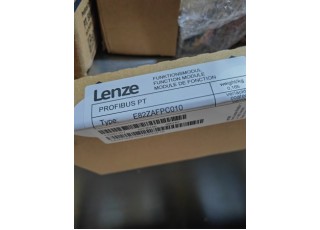 Lenze
FUNKTIONSMODUL
FUNCTION MODULE
MODULE DE FONCTION
PROFIBUS PT
Type
E82ZAFPC010